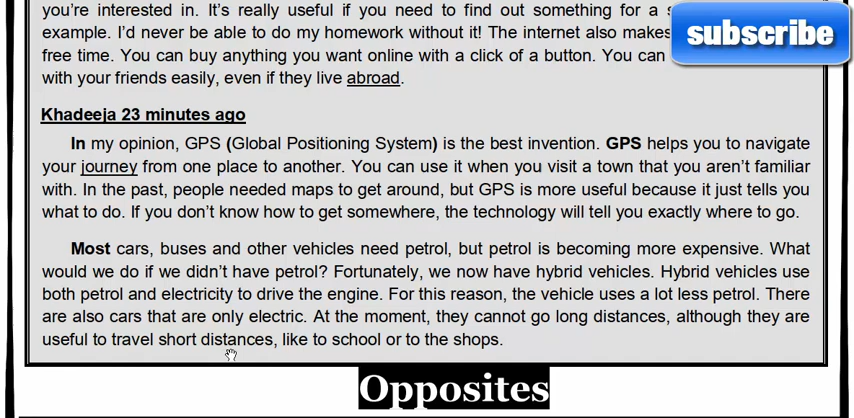 you're interested in. It's really useful if you need to find out something for a
subscribe
example. I'd never be able to do my homework without it! The internet also makes
free time. You can buy anything you want online with a click of a button. You can
with your friends easily, even if they live abroad.
Khadeeja 23 minutes ago
In my opinion, GPS (Global Positioning System) is the best invention. GPS helps you to navigate
your journey from one place to another. You can use it when you visit a town that you aren't familiar
with. In the past, people needed maps to get around, but GPS is more useful because it just tells you
what to do. If you don't know how to get somewhere, the technology will tell you exactly where to go.
Most cars, buses and other vehicles need petrol, but petrol is becoming more expensive. What
would we do if we didn't have petrol? Fortunately, we now have hybrid vehicles. Hybrid vehicles use
both petrol and electricity to drive the engine. For this reason, the vehicle uses a lot less petrol. There
are also cars that are only electric. At the moment, they cannot go long distances, although they are
useful to travel short distances, like to school or to the shops.
Opposites